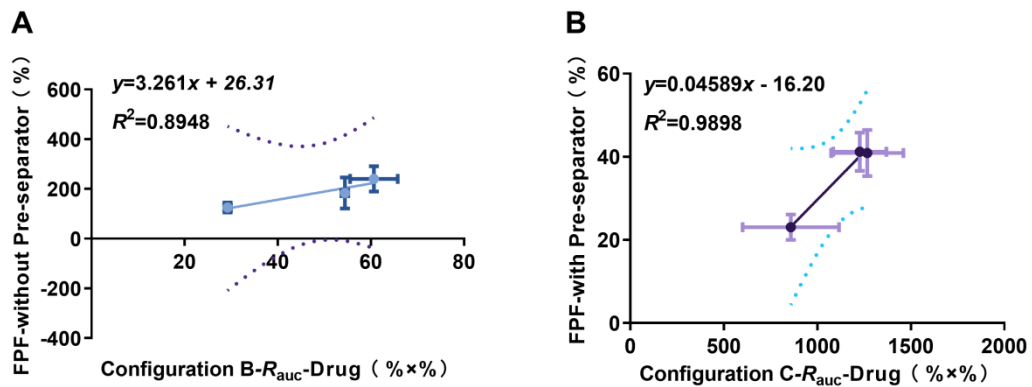 A
y=3.261x + 26.31
R²=0.8948
FPF-without Pre-separator（%）
600
400
200
0
-200
-400
20
40
60
80
Configuration B-Rauc-Drug（%×%）
B
y=0.04589x - 16.20
R²=0.9898
FPF-with Pre-separator（%）
60
40
20
0
0
500
1000
1500
2000
Configuration C-Rauc-Drug（%×%）